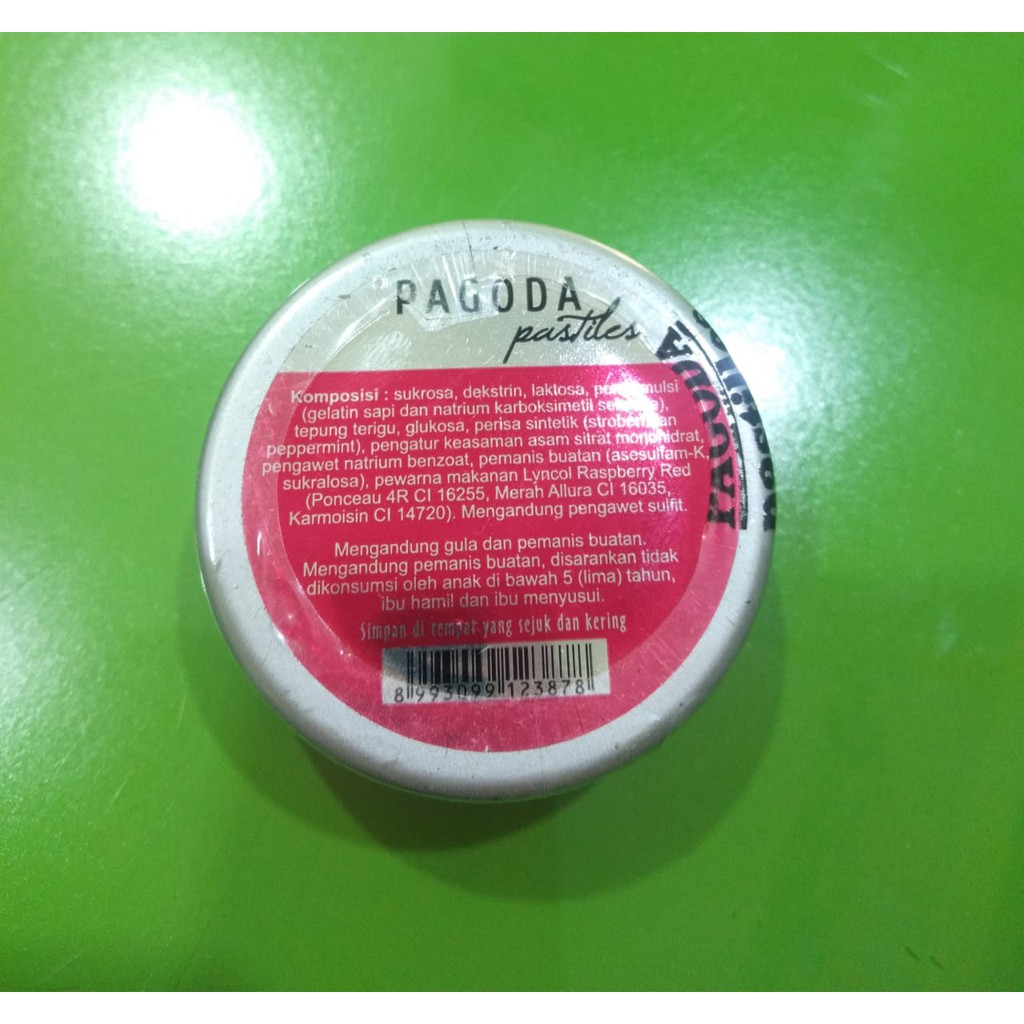 PAGODA
pastiles
Komposisi : sukrosa, dekstrin, laktosa,
(gelatin sapi dan natrium karboksimetil
tepung terigu, glukosa, perisa sintetik
peppermint), pengatur keasaman asam sitrat monohidrat,
pengawet natrium benzoat, pemanis buatan (asesulfam-K,
sukralosa), pewarna makanan Lyncol Raspberry Red
(Ponceau 4R CI 16255, Merah Allura CI 16035,
Karmoisin CI 14720). Mengandung pengawet sulfit.
Mengandung gula dan pemanis buatan.
Mengandung pemanis buatan, disarankan tidak
dikonsumsi oleh anak di bawah 5 (lima) tahun,
ibu hamil dan ibu menyusui.
Simpan di tempat yang sejuk dan kering
8 993099 123878
PAGODA